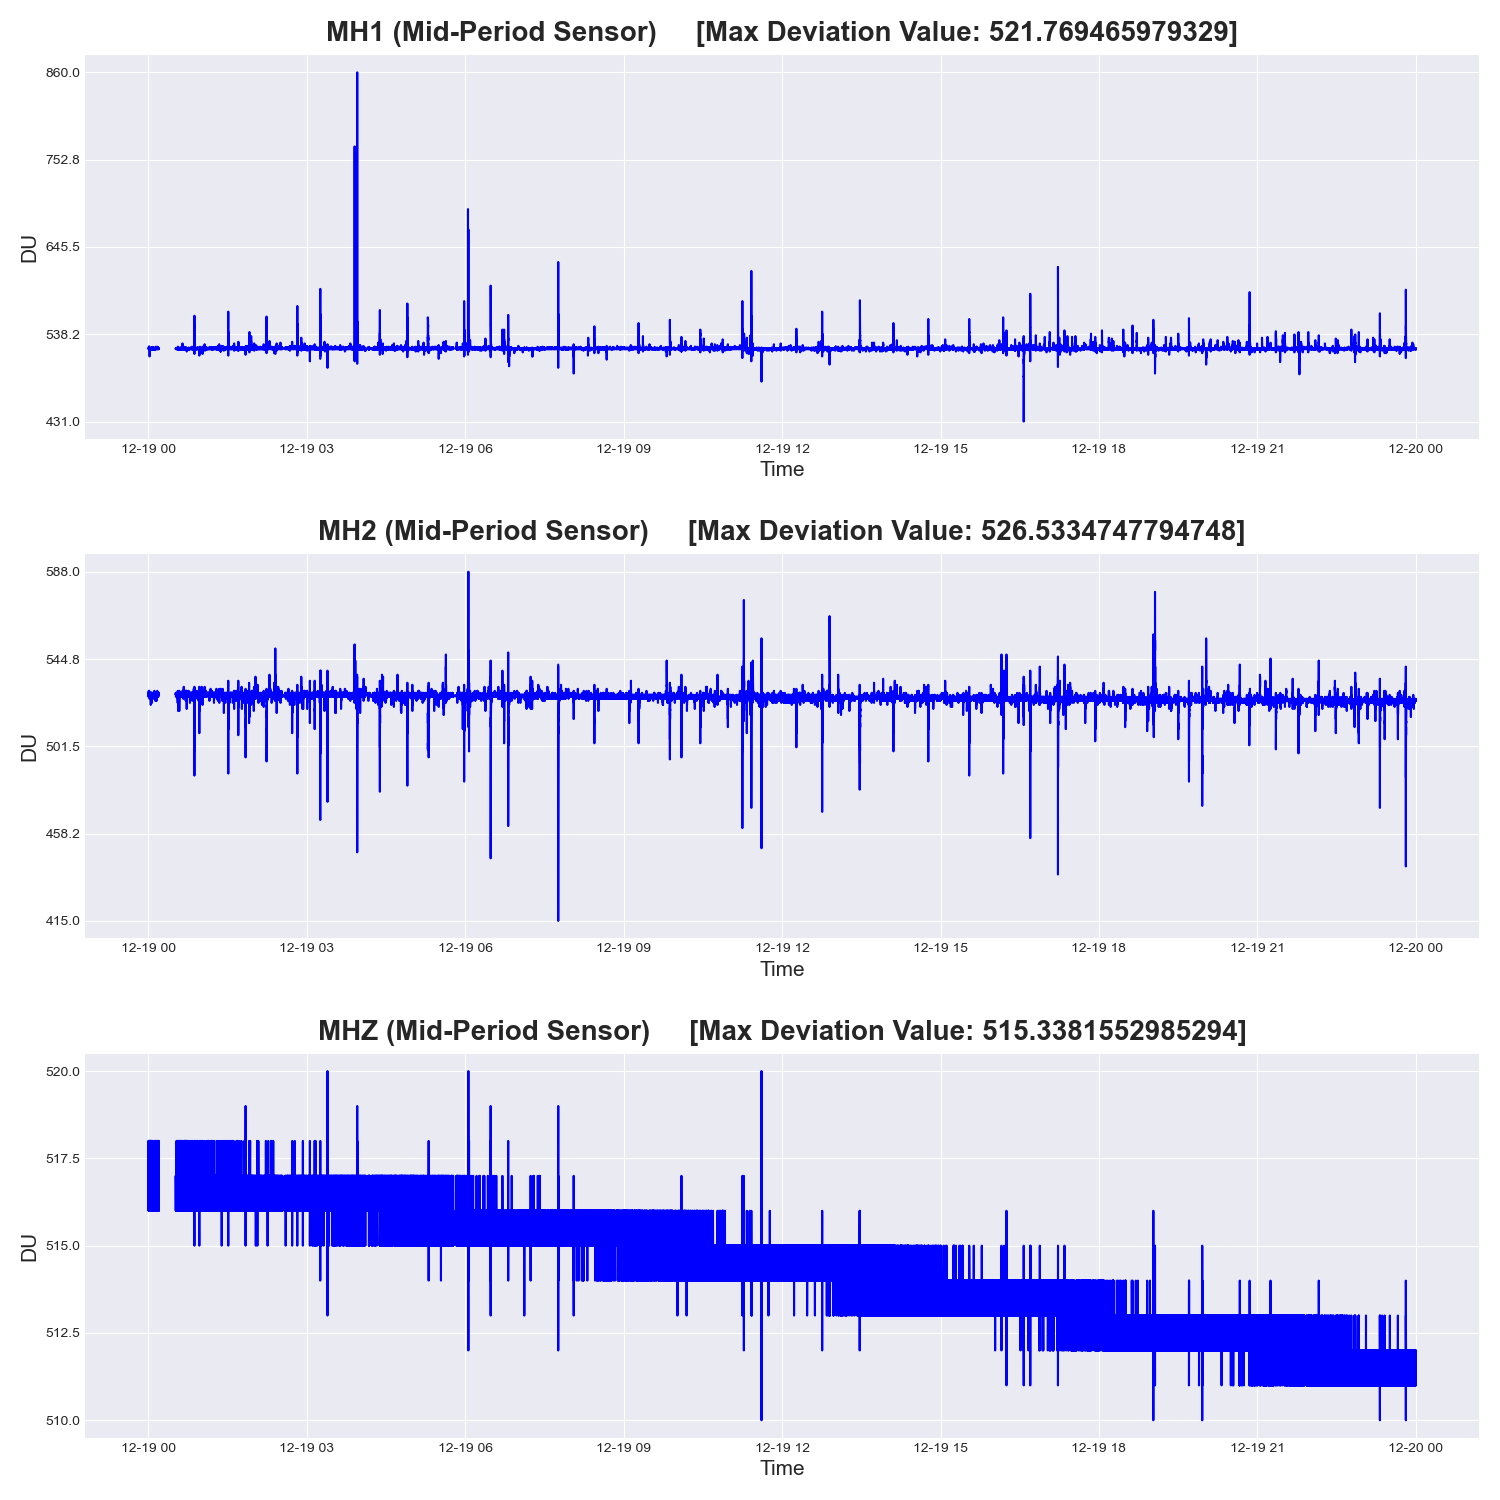 MH1 (Mid-Period Sensor)     [Max Deviation Value: 521.769465979329]
860.0
752.8
645.5
538.2
431.0
DU
12-19 00 12-19 03 12-19 06 12-19 09 12-19 12 12-19 15 12-19 18 12-19 21 12-20 00
Time
MH2 (Mid-Period Sensor)     [Max Deviation Value: 526.5334747794748]
588.0
544.8
501.5
458.2
415.0
DU
12-19 00 12-19 03 12-19 06 12-19 09 12-19 12 12-19 15 12-19 18 12-19 21 12-20 00
Time
MHZ (Mid-Period Sensor)     [Max Deviation Value: 515.3381552985294]
520.0
517.5
515.0
512.5
510.0
DU
12-19 00 12-19 03 12-19 06 12-19 09 12-19 12 12-19 15 12-19 18 12-19 21 12-20 00
Time